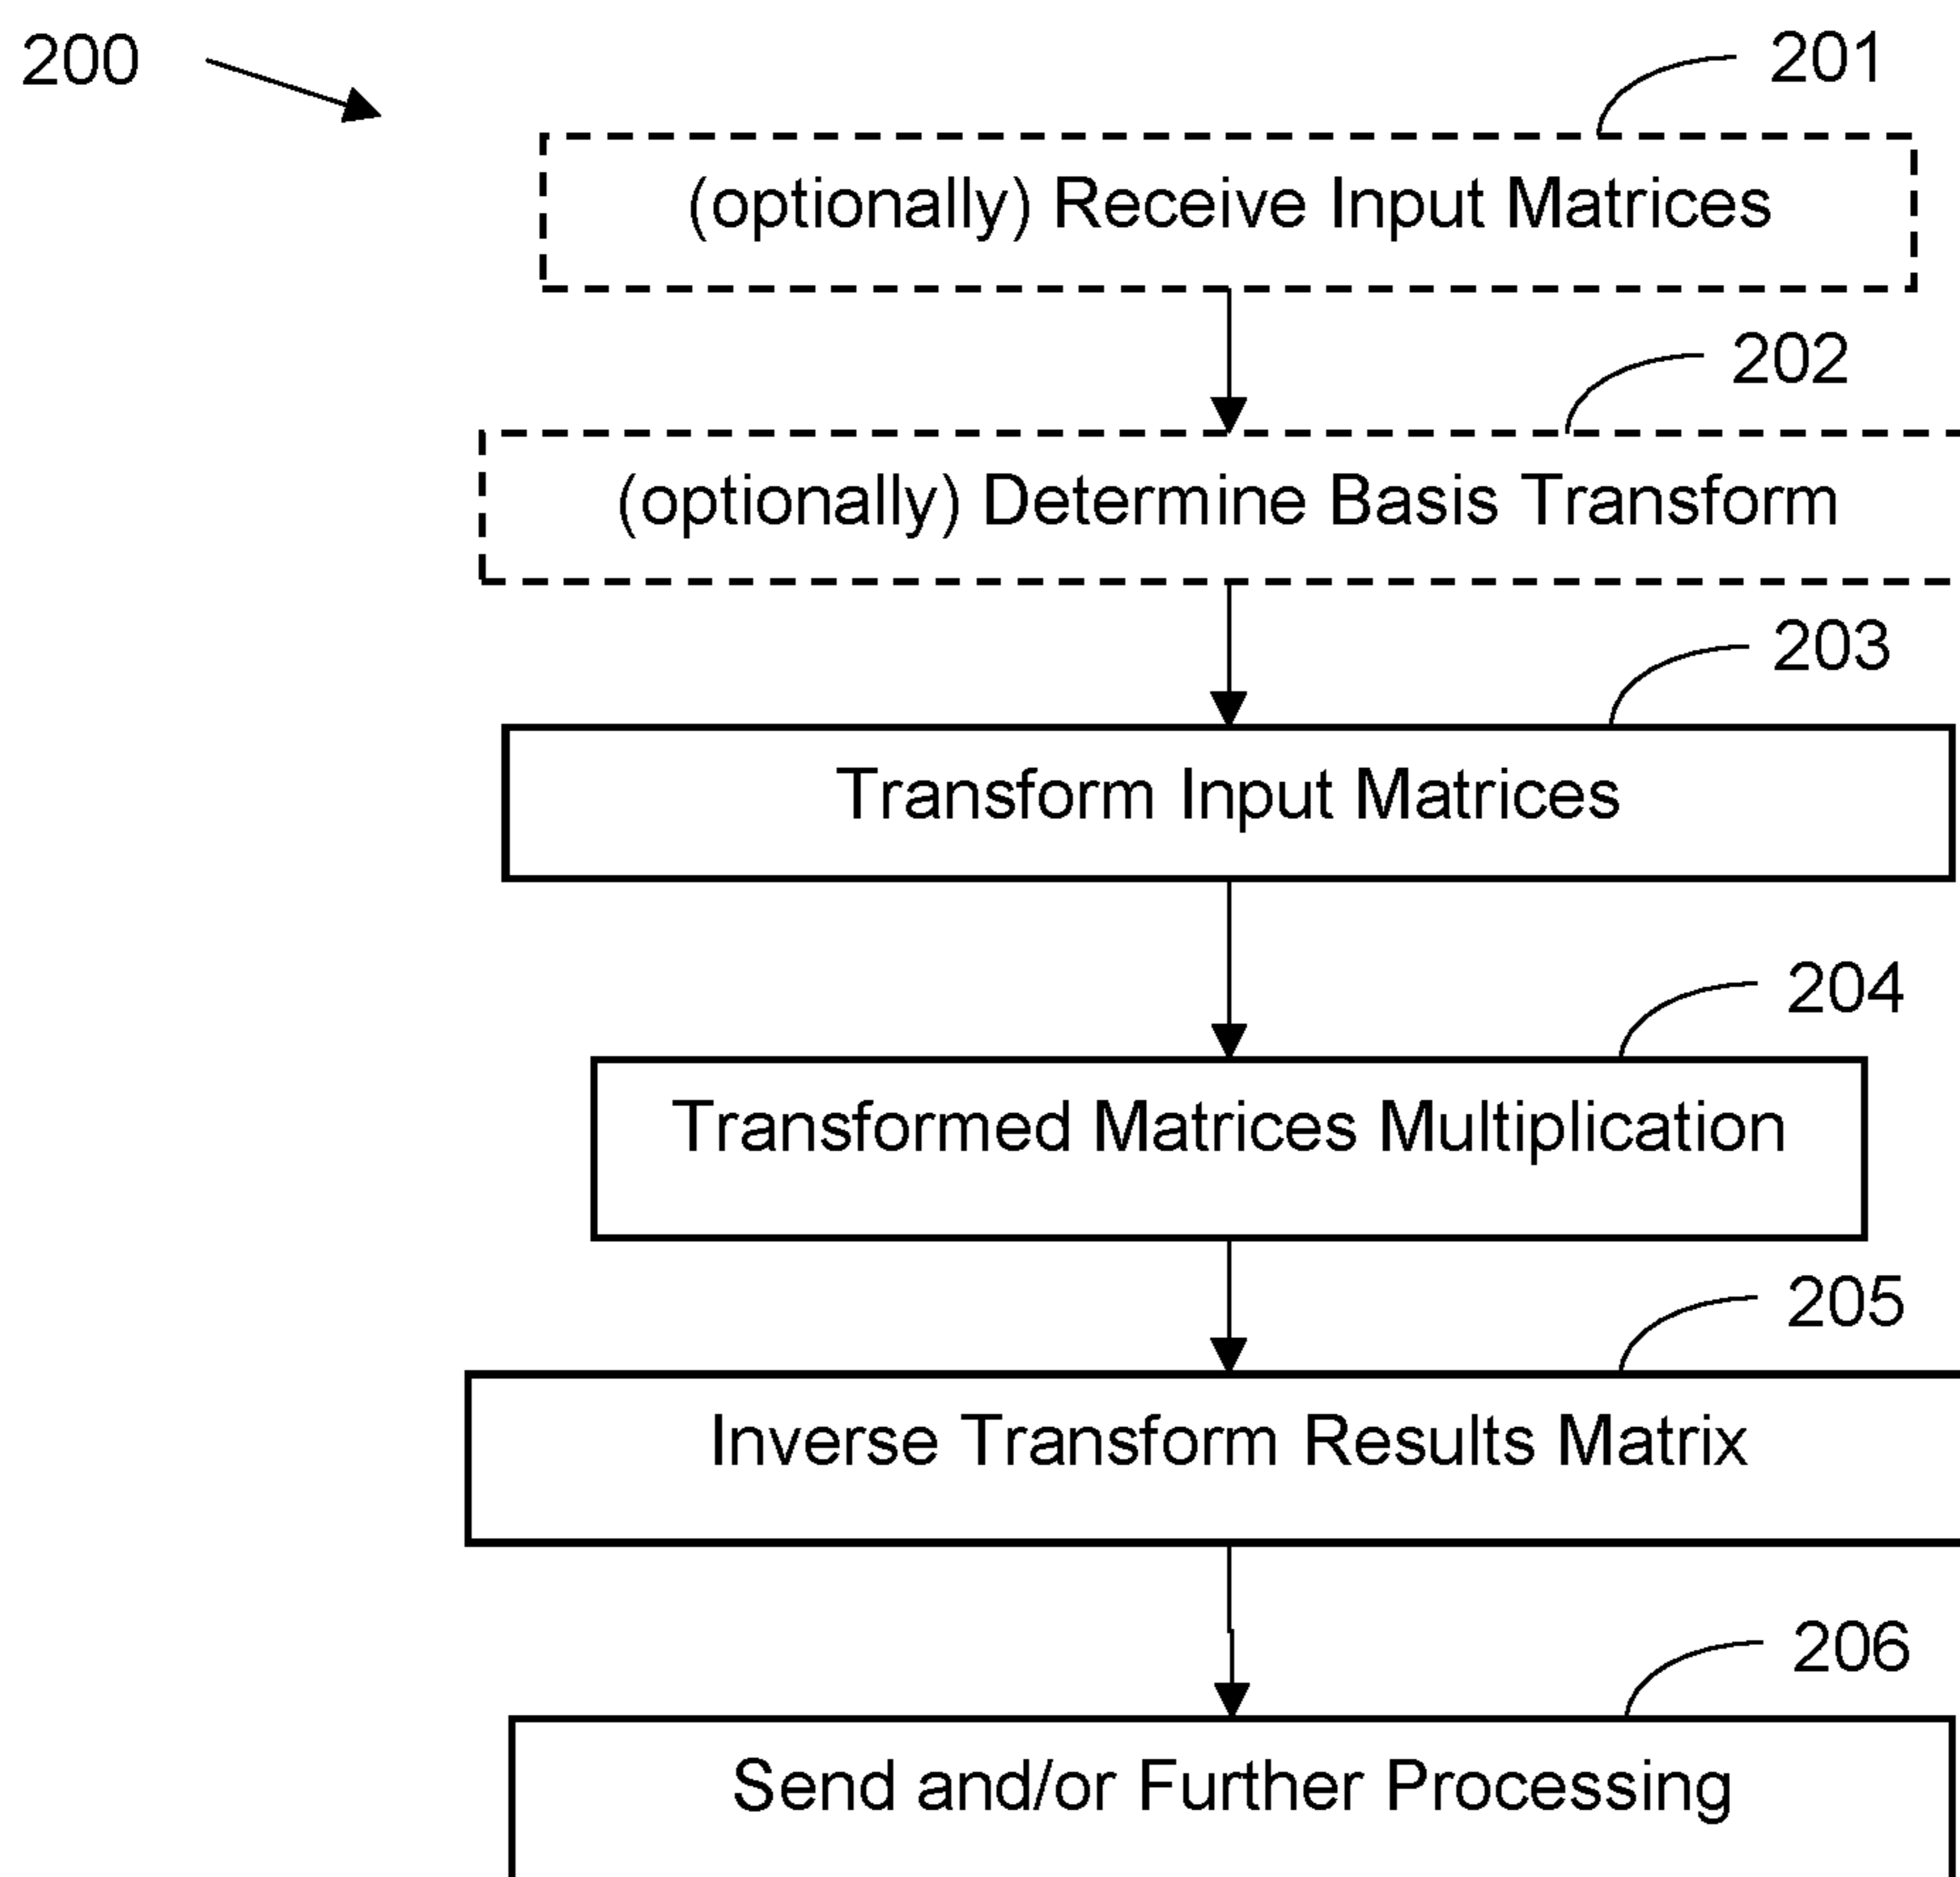 200
201
(optionally) Receive Input Matrices
202
(optionally) Determine Basis Transform
203
Transform Input Matrices
204
Transformed Matrices Multiplication
205
Inverse Transform Results Matrix
206
Send and/or Further Processing